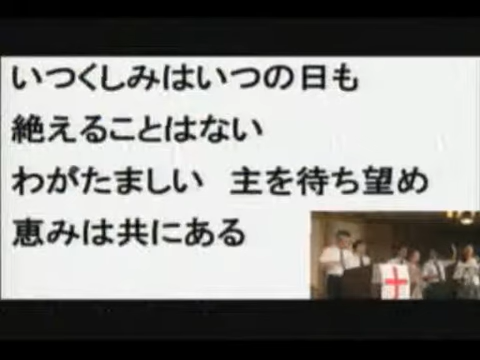 いつくしみはいつの日も
絶えることはない
わがたましい 主を待ち望め
恵みは共にある